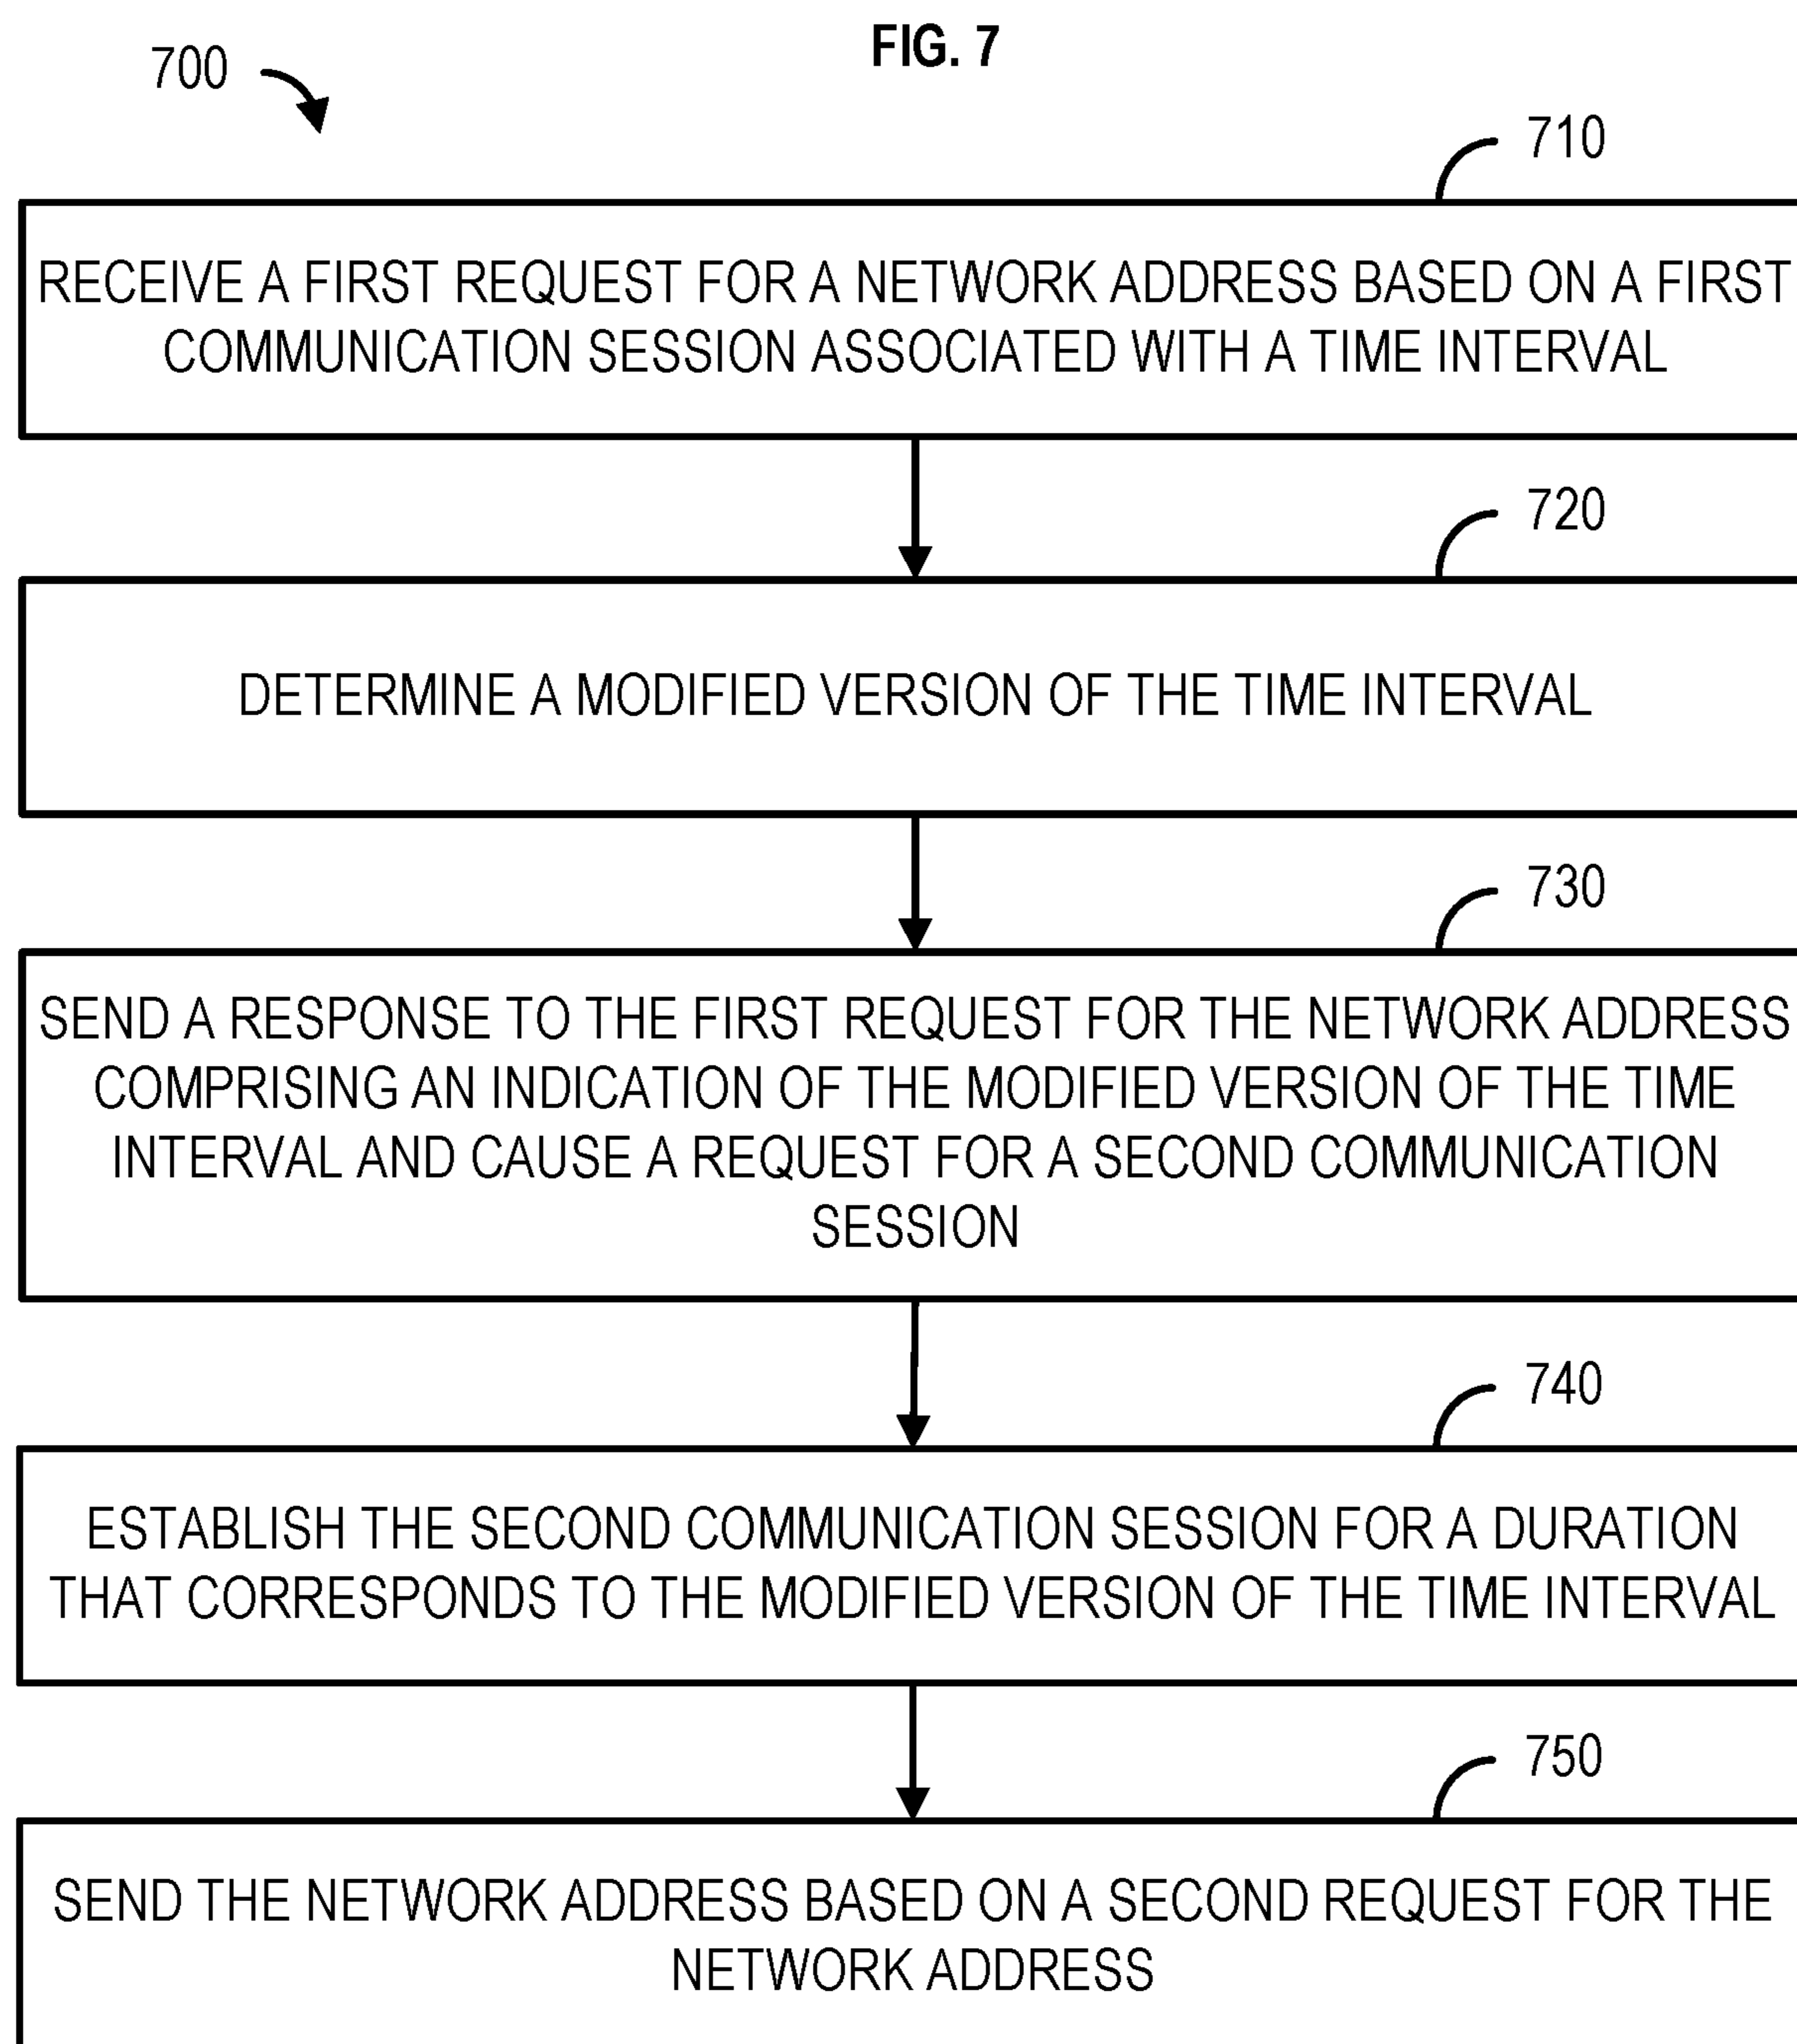 FIG. 7
700
710
RECEIVE A FIRST REQUEST FOR A NETWORK ADDRESS BASED ON A FIRST
COMMUNICATION SESSION ASSOCIATED WITH A TIME INTERVAL
720
DETERMINE A MODIFIED VERSION OF THE TIME INTERVAL
730
SEND A RESPONSE TO THE FIRST REQUEST FOR THE NETWORK ADDRESS
COMPRISING AN INDICATION OF THE MODIFIED VERSION OF THE TIME
INTERVAL AND CAUSE A REQUEST FOR A SECOND COMMUNICATION
SESSION
740
ESTABLISH THE SECOND COMMUNICATION SESSION FOR A DURATION
THAT CORRESPONDS TO THE MODIFIED VERSION OF THE TIME INTERVAL
750
SEND THE NETWORK ADDRESS BASED ON A SECOND REQUEST FOR THE
NETWORK ADDRESS